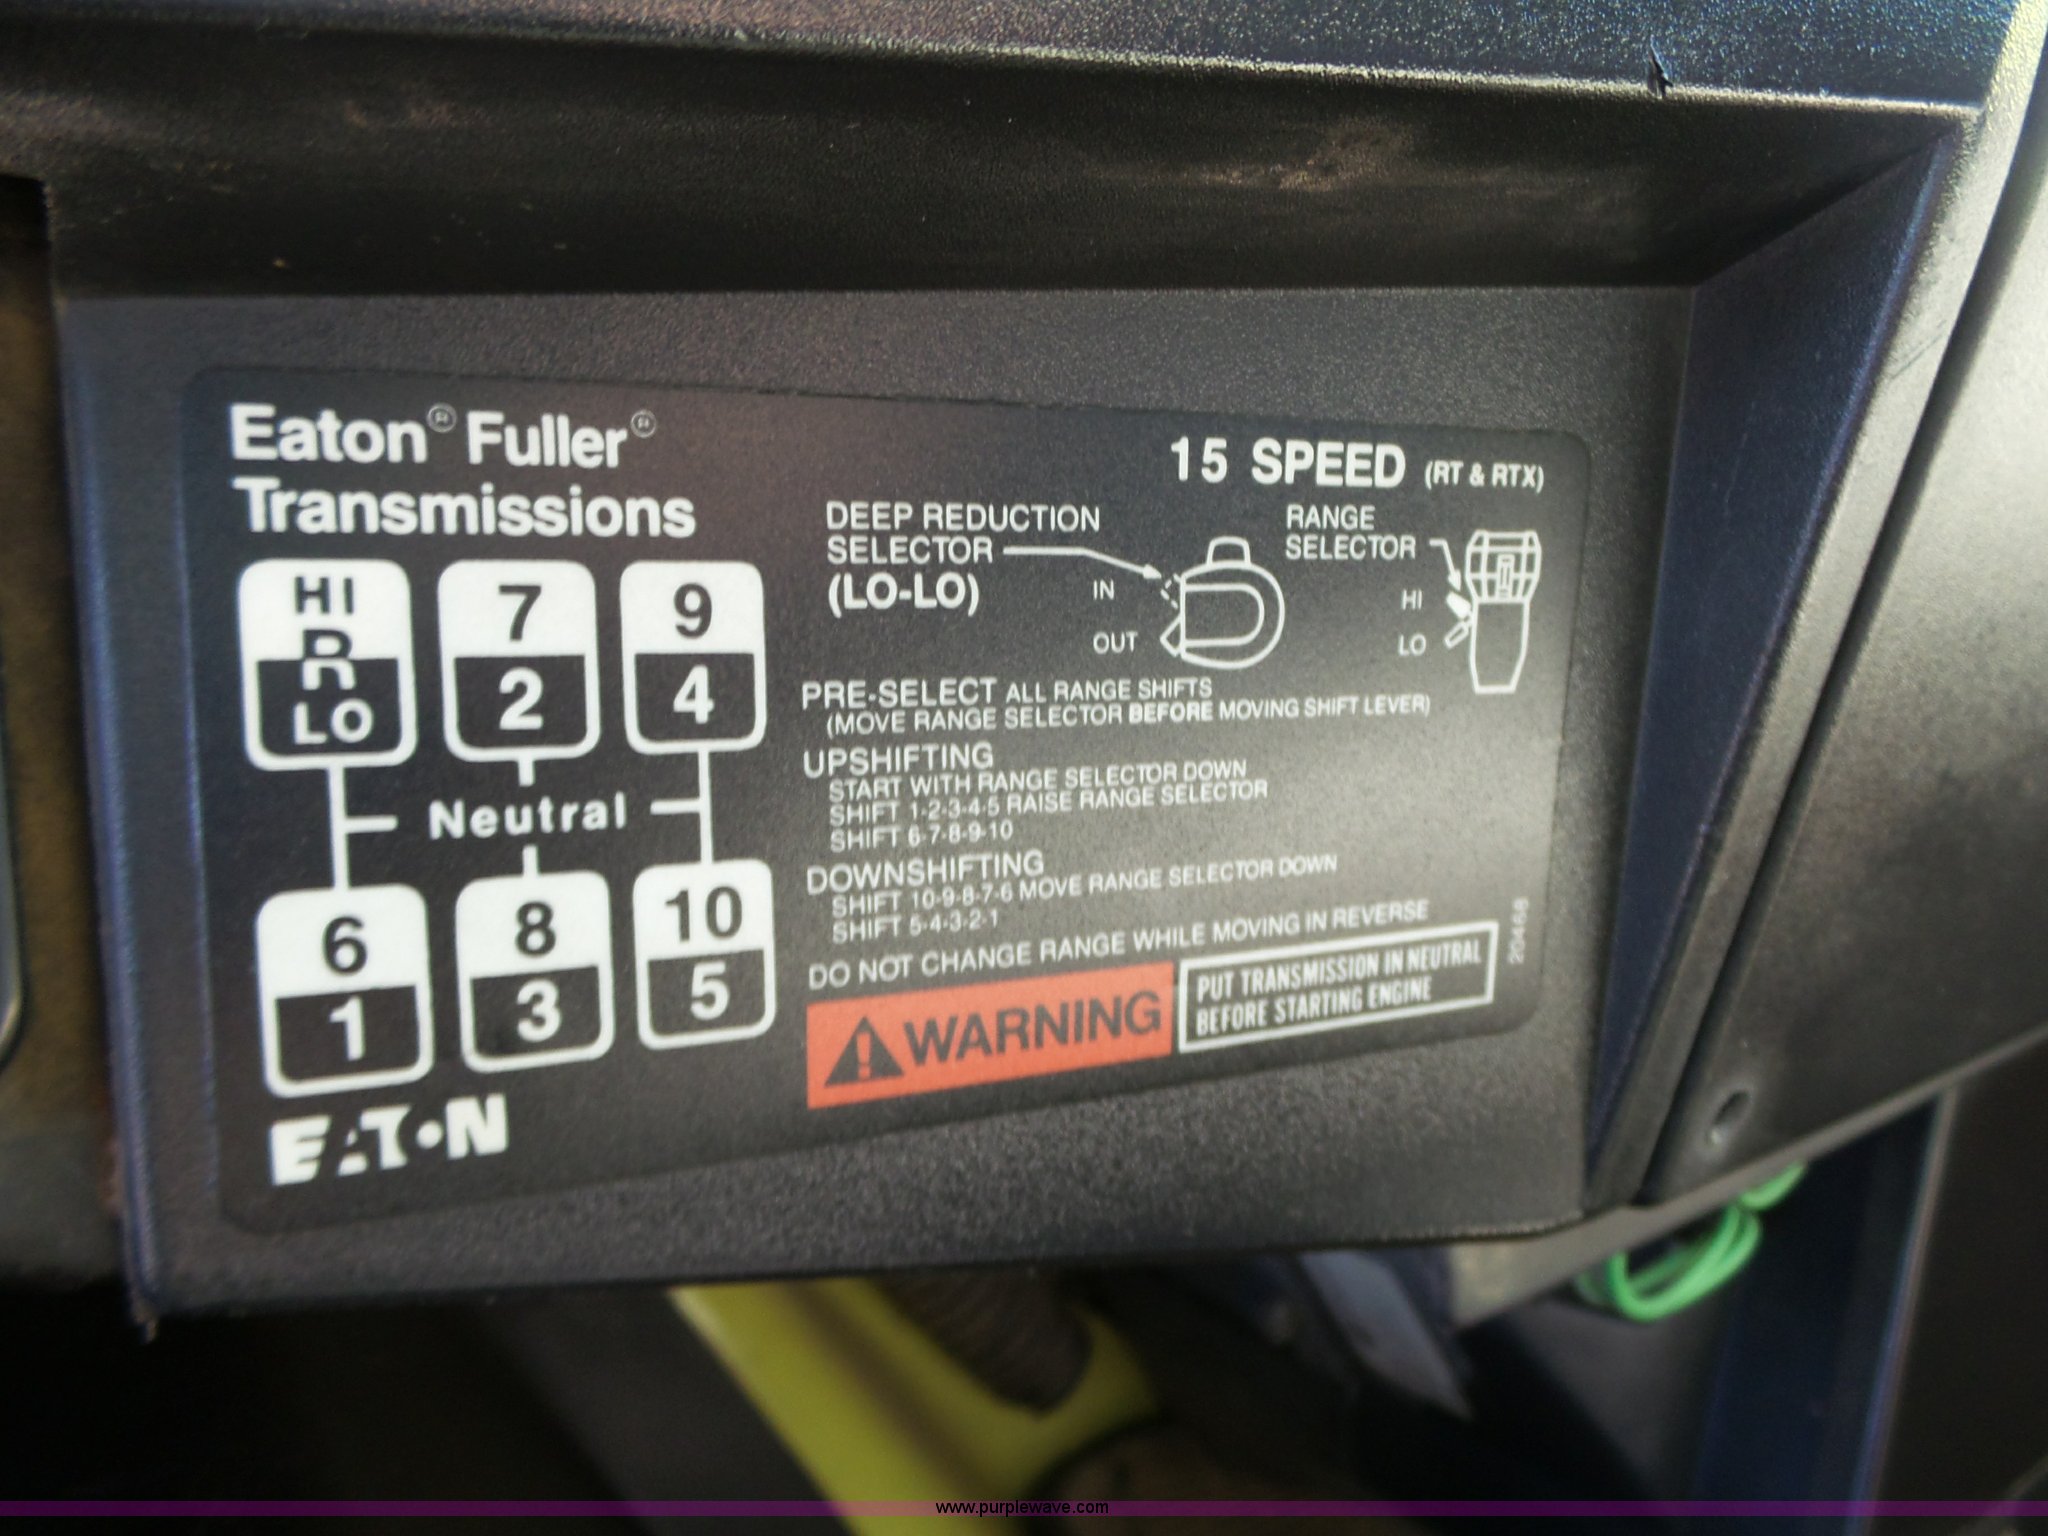 Eaton® Fuller®
Transmissions
15 SPEED (RT & RTX)
DEEP REDUCTION
SELECTOR
(LO-LO)
IN
OUT
RANGE
SELECTOR
HI
LO
HI
R
LO
7
2
9
4
Neutral
6
1
8
3
10
5
PRE-SELECT ALL RANGE SHIFTS
(MOVE RANGE SELECTOR BEFORE MOVING SHIFT LEVER)
UPSHIFTING
START WITH RANGE SELECTOR DOWN
SHIFT 1-2-3-4-5 RAISE RANGE SELECTOR
SHIFT 6-7-8-9-10
DOWNSHIFTING
SHIFT 10-9-8-7-6 MOVE RANGE SELECTOR DOWN
SHIFT 5-4-3-2-1
DO NOT CHANGE RANGE WHILE MOVING IN REVERSE
WARNING
PUT TRANSMISSION IN NEUTRAL
BEFORE STARTING ENGINE
20468
EATON
www.purplewave.com